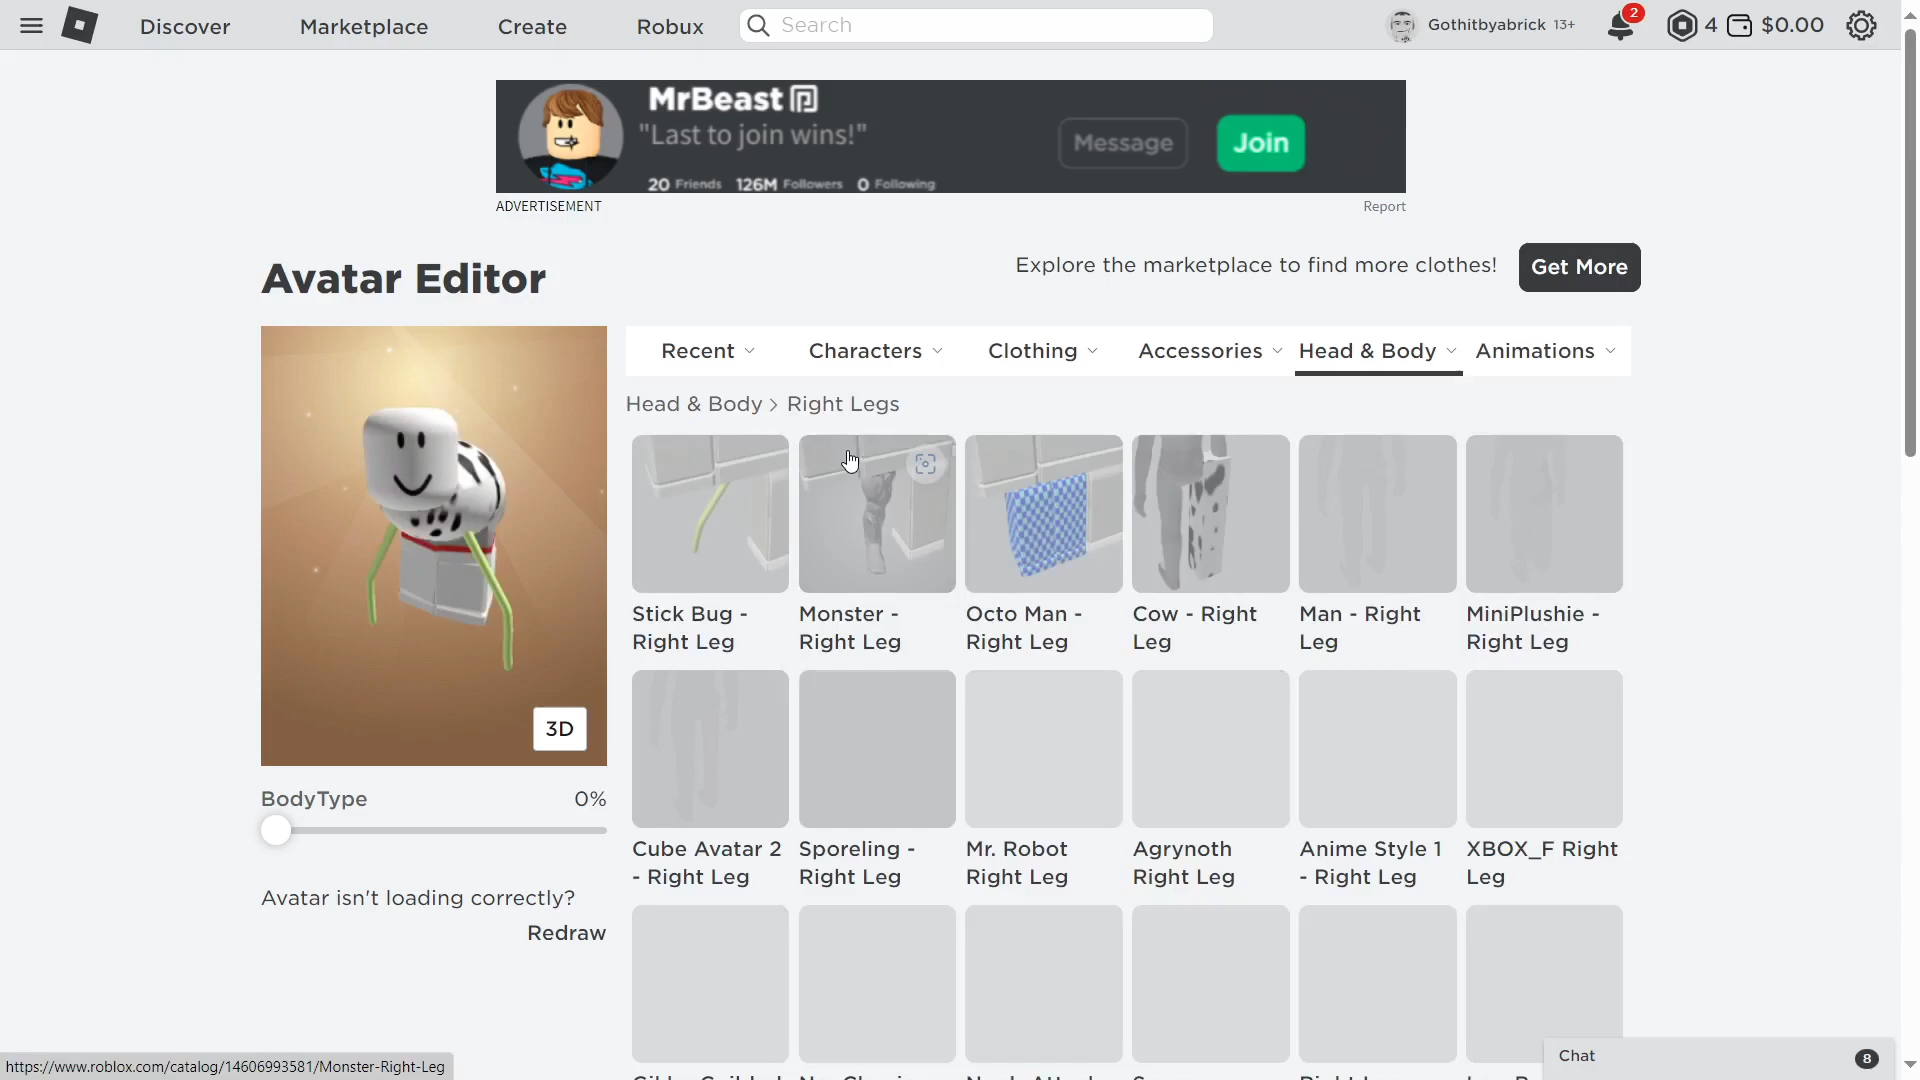 Discover
Marketplace
Create
Robux
Search
Gothitbyabrick 13+
2
4
$0.00
MrBeast
"Last to join wins!"
20 Friends 126M Followers 0 Following
Message
Join
ADVERTISEMENT
Report
Avatar Editor
Explore the marketplace to find more clothes!
Get More
3D
BodyType 0%
Avatar isn't loading correctly?
Redraw
Recent
Characters
Clothing
Accessories
Head & Body
Animations
Head & Body > Right Legs
Stick Bug -
Right Leg
Monster -
Right Leg
Octo Man -
Right Leg
Cow - Right
Leg
Man - Right
Leg
MiniPlushie -
Right Leg
Cube Avatar 2
- Right Leg
Sporeling -
Right Leg
Mr. Robot
Right Leg
Agrynoth
Right Leg
Anime Style 1
- Right Leg
XBOX_F Right
Leg
Chat
8
https://www.roblox.com/catalog/14606993581/Monster-Right-Leg